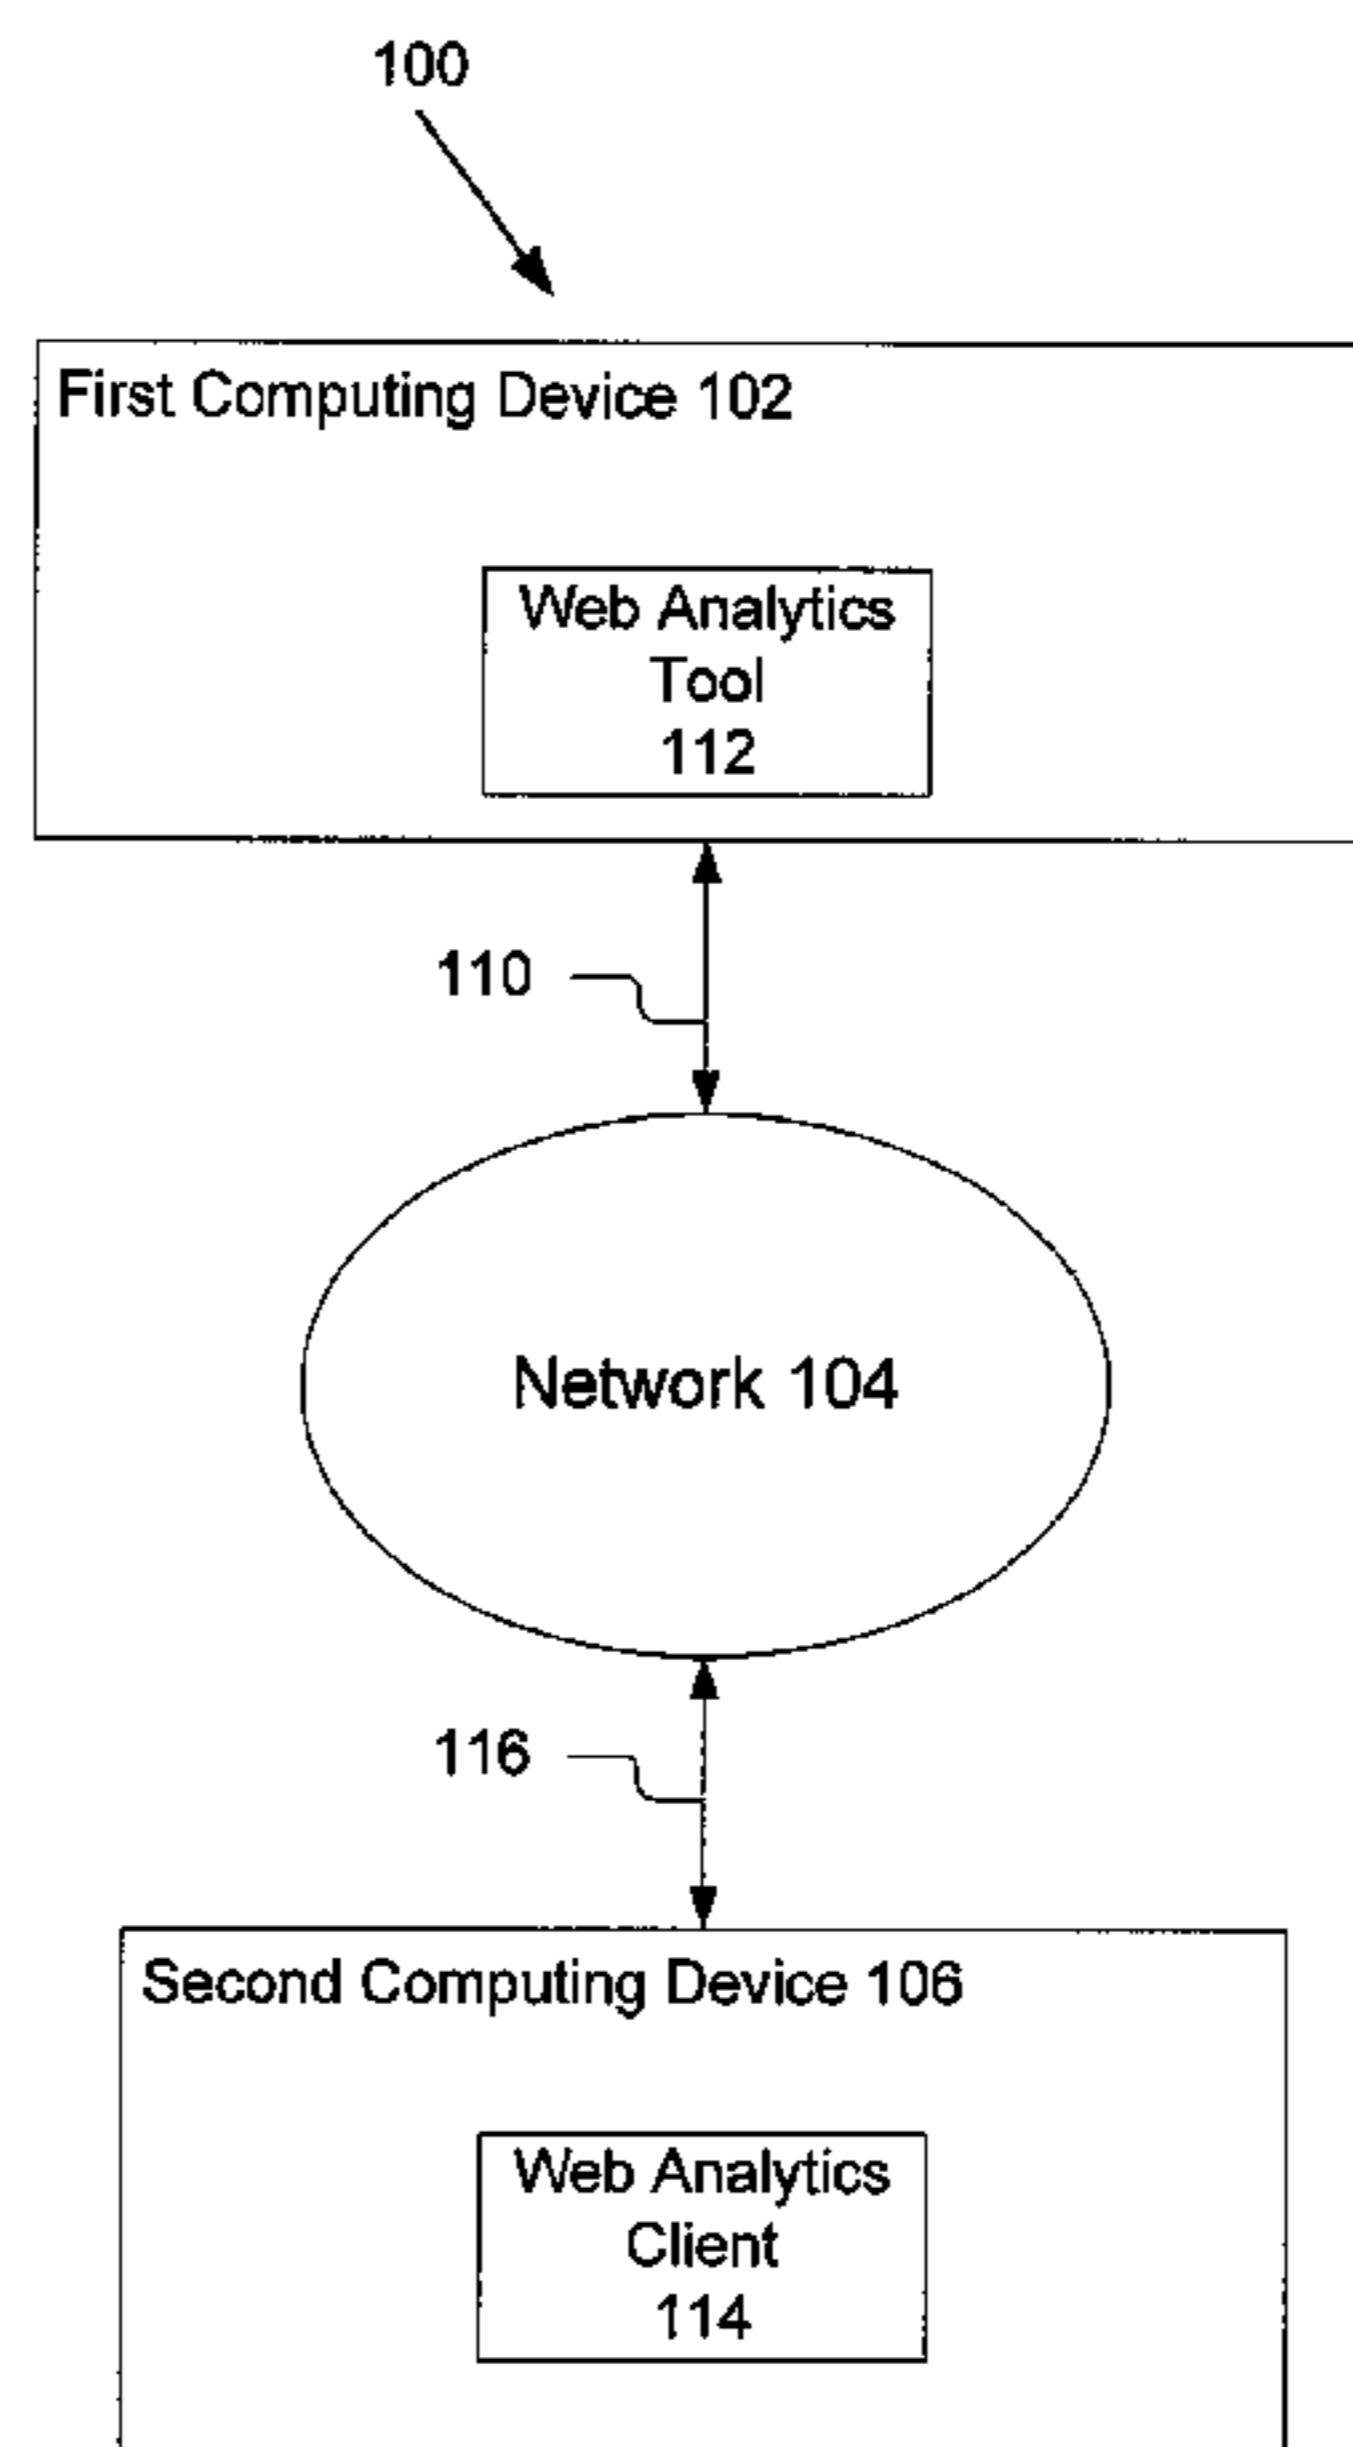 100
First Computing Device 102
Web Analytics
Tool
112
110
Network 104
116
Second Computing Device 106
Web Analytics
Client
114